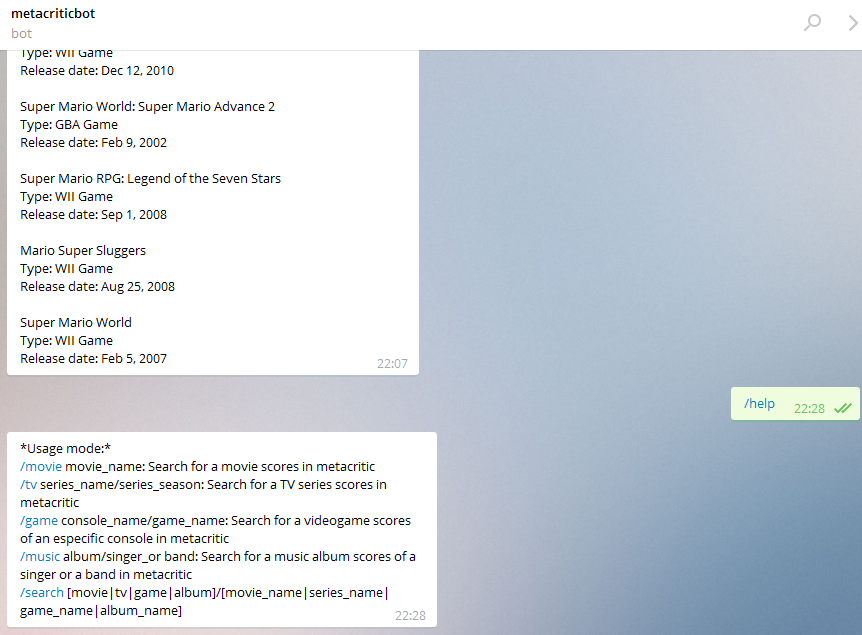 metacriticbot
bot
Type: WII Game
Release date: Dec 12, 2010
Super Mario World: Super Mario Advance 2
Type: GBA Game
Release date: Feb 9, 2002
Super Mario RPG: Legend of the Seven Stars
Type: WII Game
Release date: Sep 1, 2008
Mario Super Sluggers
Type: WII Game
Release date: Aug 25, 2008
Super Mario World
Type: WII Game
Release date: Feb 5, 2007
22:07
/help 22:28
*Usage mode:*
/movie movie_name: Search for a movie scores in metacritic
/tv series_name/series_season: Search for a TV series scores in
metacritic
/game console_name/game_name: Search for a videogame scores
of an especific console in metacritic
/music album/singer_or band: Search for a music album scores of a
singer or a band in metacritic
/search [movie|tv|game|album]/[movie_name|series_name|
game_name|album_name]
22:28